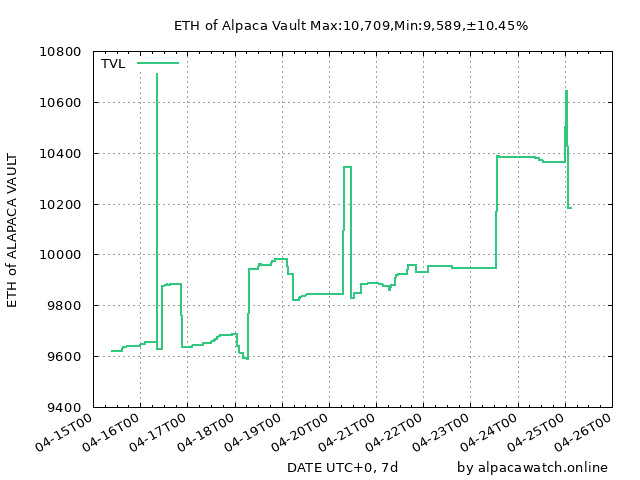 ETH of Alpaca Vault Max:10,709,Min:9,589,±10.45%
TVL
10800
10600
10400
10200
10000
9800
9600
9400
ETH of ALAPACA VAULT
04-15T00
04-16T00
04-17T00
04-18T00
04-19T00
04-20T00
04-21T00
04-22T00
04-23T00
04-24T00
04-25T00
04-26T00
DATE UTC+0, 7d
by alpacawatch.online